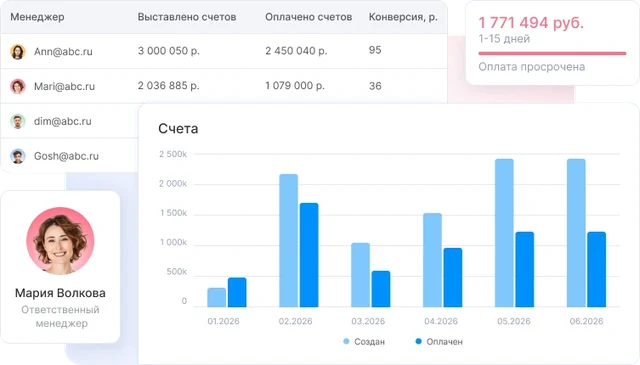 Менеджер Выставлено счетов Оплачено счетов Конверсия, р.
Ann@abc.ru 3 000 050 р. 2 450 040 р. 95
Mari@abc.ru 2 036 885 р. 1 079 000 р. 36
dim@abc.ru
Gosh@abc.ru
1 771 494 руб.
1-15 дней
Оплата просрочена
Счета
2 500k
2 000k
1 500k
1 000k
500k
0
01.2026 02.2026 03.2026 04.2026 05.2026 06.2026
Создан Оплачен
Мария Волкова
Ответственный
менеджер